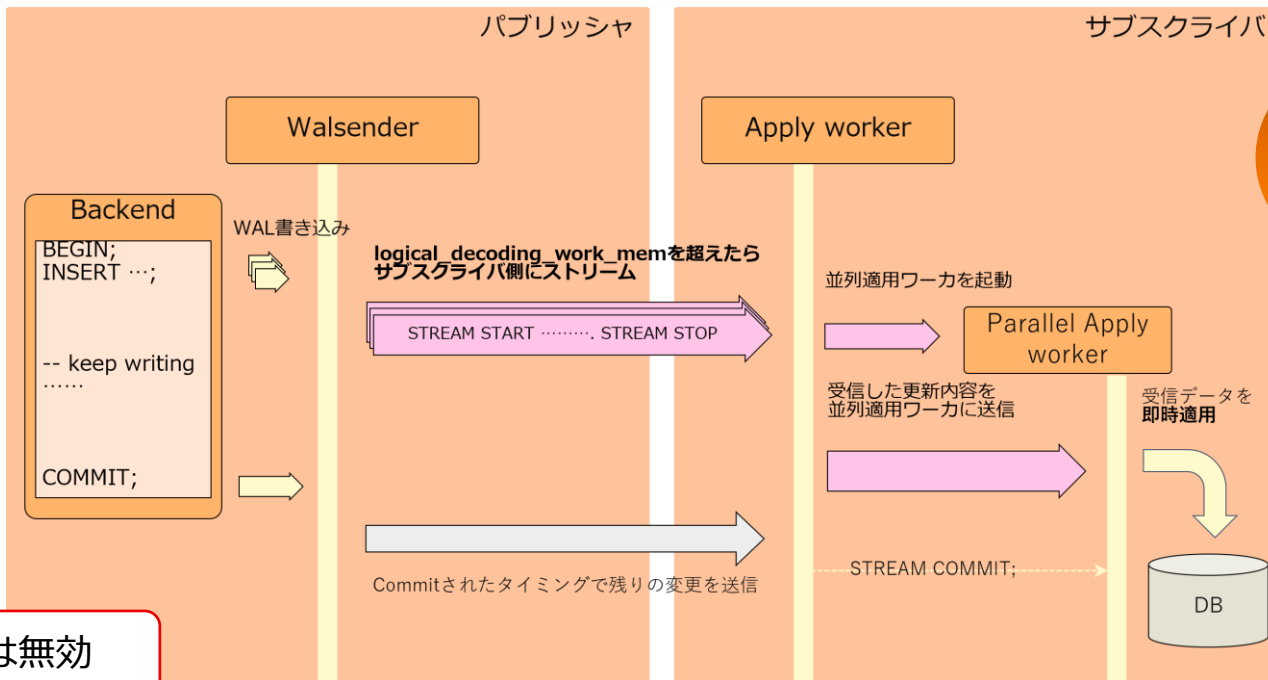 パブリッシャ
サブスクライバ
Walsender
Apply worker
Backend
BEGIN;
INSERT …;
-- keep writing
……
COMMIT;
WAL書き込み
logical_decoding_work_memを超えたら
サブスクライバ側にストリーム
STREAM START ………. STREAM STOP
並列適用ワーカを起動
Parallel Apply
worker
受信した更新内容を
並列適用ワーカに送信
受信データを
即時適用
Commitされたタイミングで残りの変更を送信
STREAM COMMIT;
DB
は無効